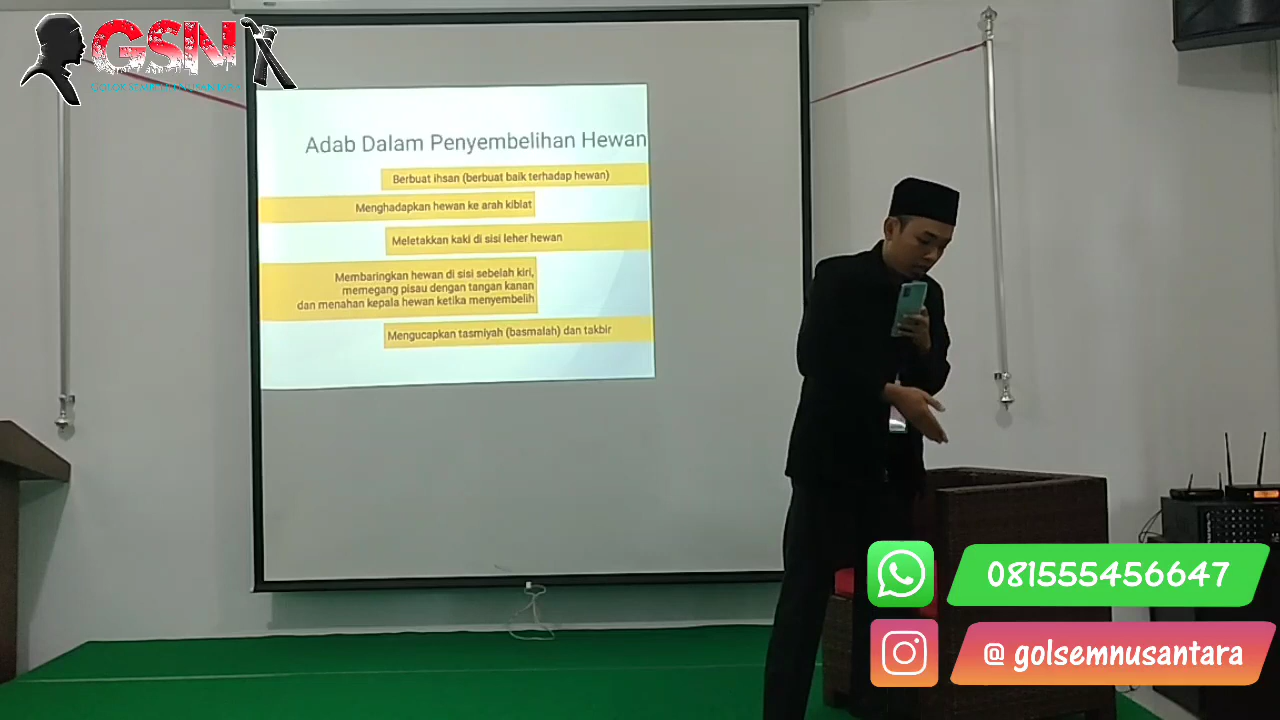 GSN
Adab Dalam Penyembelihan Hewan
Berbuat ihsan (berbuat baik terhadap hewan)
Menghadapkan hewan ke arah kiblat
Meletakkan kaki di sisi leher hewan
Membaringkan hewan di sisi sebelah kiri,
memegang pisau dengan tangan kanan
dan menahan kepala hewan ketika menyembelih
Mengucapkan tasmiyah (basmalah) dan takbir
081555456647
@ golsemnusantara